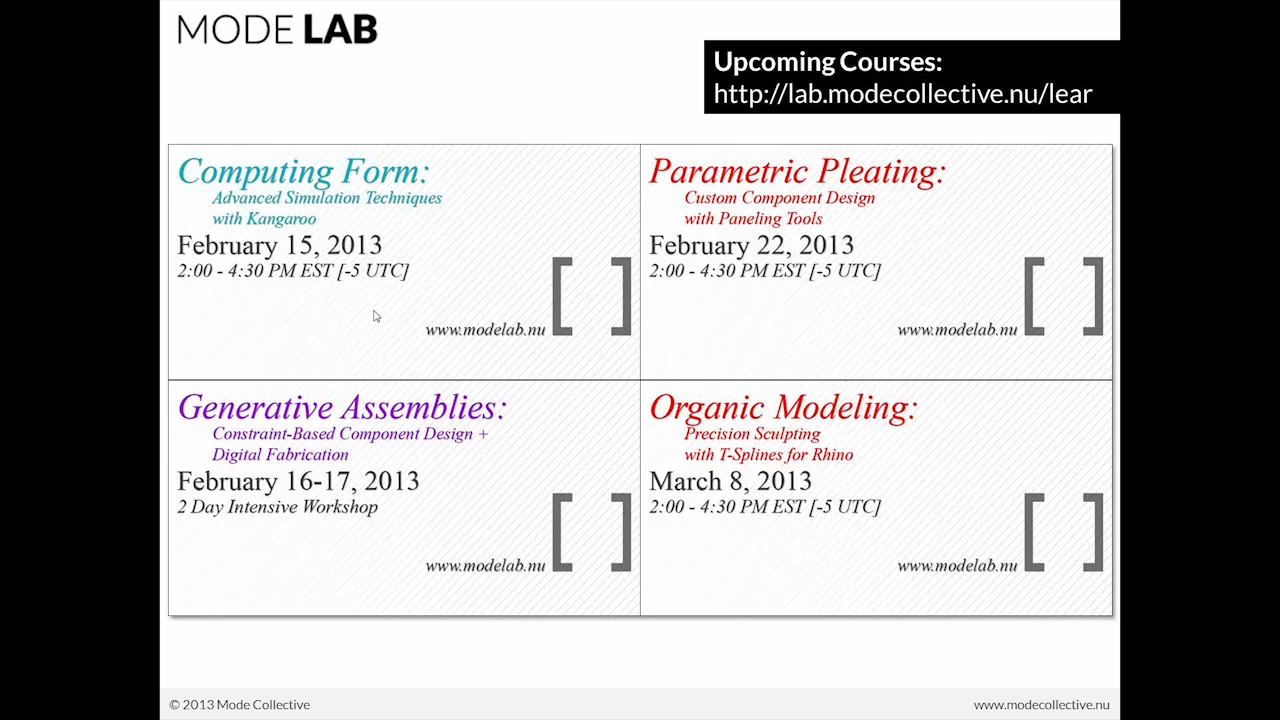 MODE LAB
Upcoming Courses:
http://lab.modecollective.nu/lear
Computing Form:
Advanced Simulation Techniques
with Kangaroo
February 15, 2013
2:00 - 4:30 PM EST [-5 UTC]
www.modelab.nu
Parametric Pleating:
Custom Component Design
with Paneling Tools
February 22, 2013
2:00 - 4:30 PM EST [-5 UTC]
www.modelab.nu
Generative Assemblies:
Constraint-Based Component Design +
Digital Fabrication
February 16-17, 2013
2 Day Intensive Workshop
www.modelab.nu
Organic Modeling:
Precision Sculpting
with T-Splines for Rhino
March 8, 2013
2:00 - 4:30 PM EST [-5 UTC]
www.modelab.nu
© 2013 Mode Collective
www.modecollective.nu